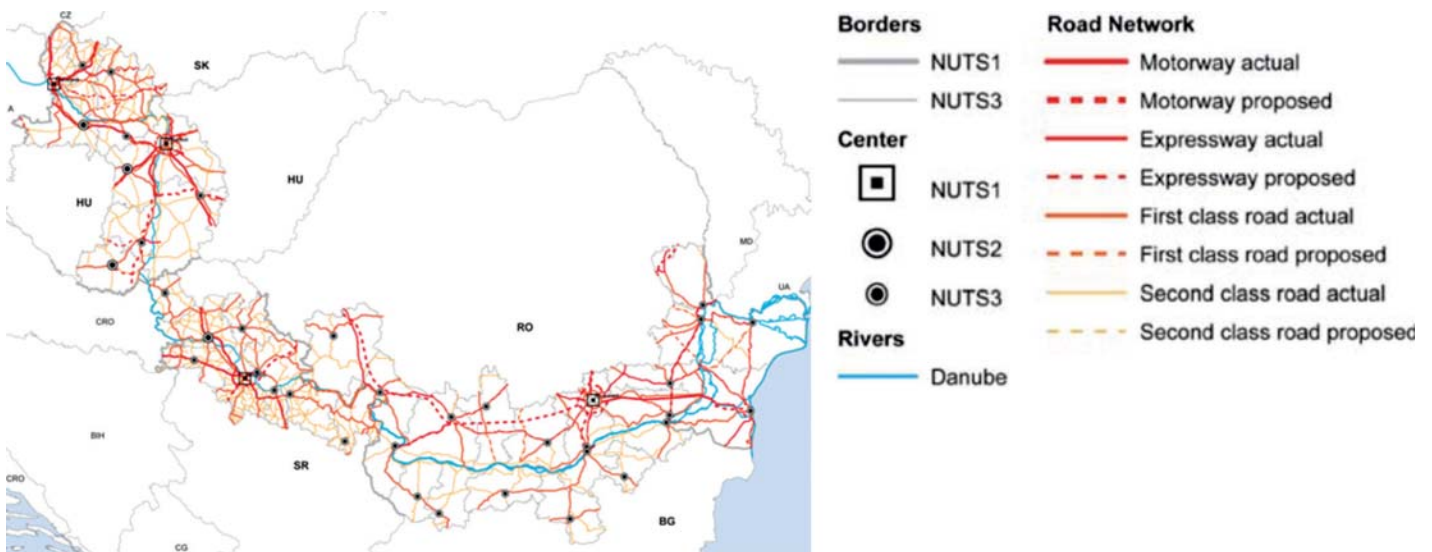 CZ
SK
A
HU
HU
MD
UA
CRO
RO
BIH
SR
CRO
BG
CG
Borders
NUTS1
NUTS3
Center
NUTS1
NUTS2
NUTS3
Rivers
Danube
Road Network
Motorway actual
Motorway proposed
Expressway actual
Expressway proposed
First class road actual
First class road proposed
Second class road actual
Second class road proposed